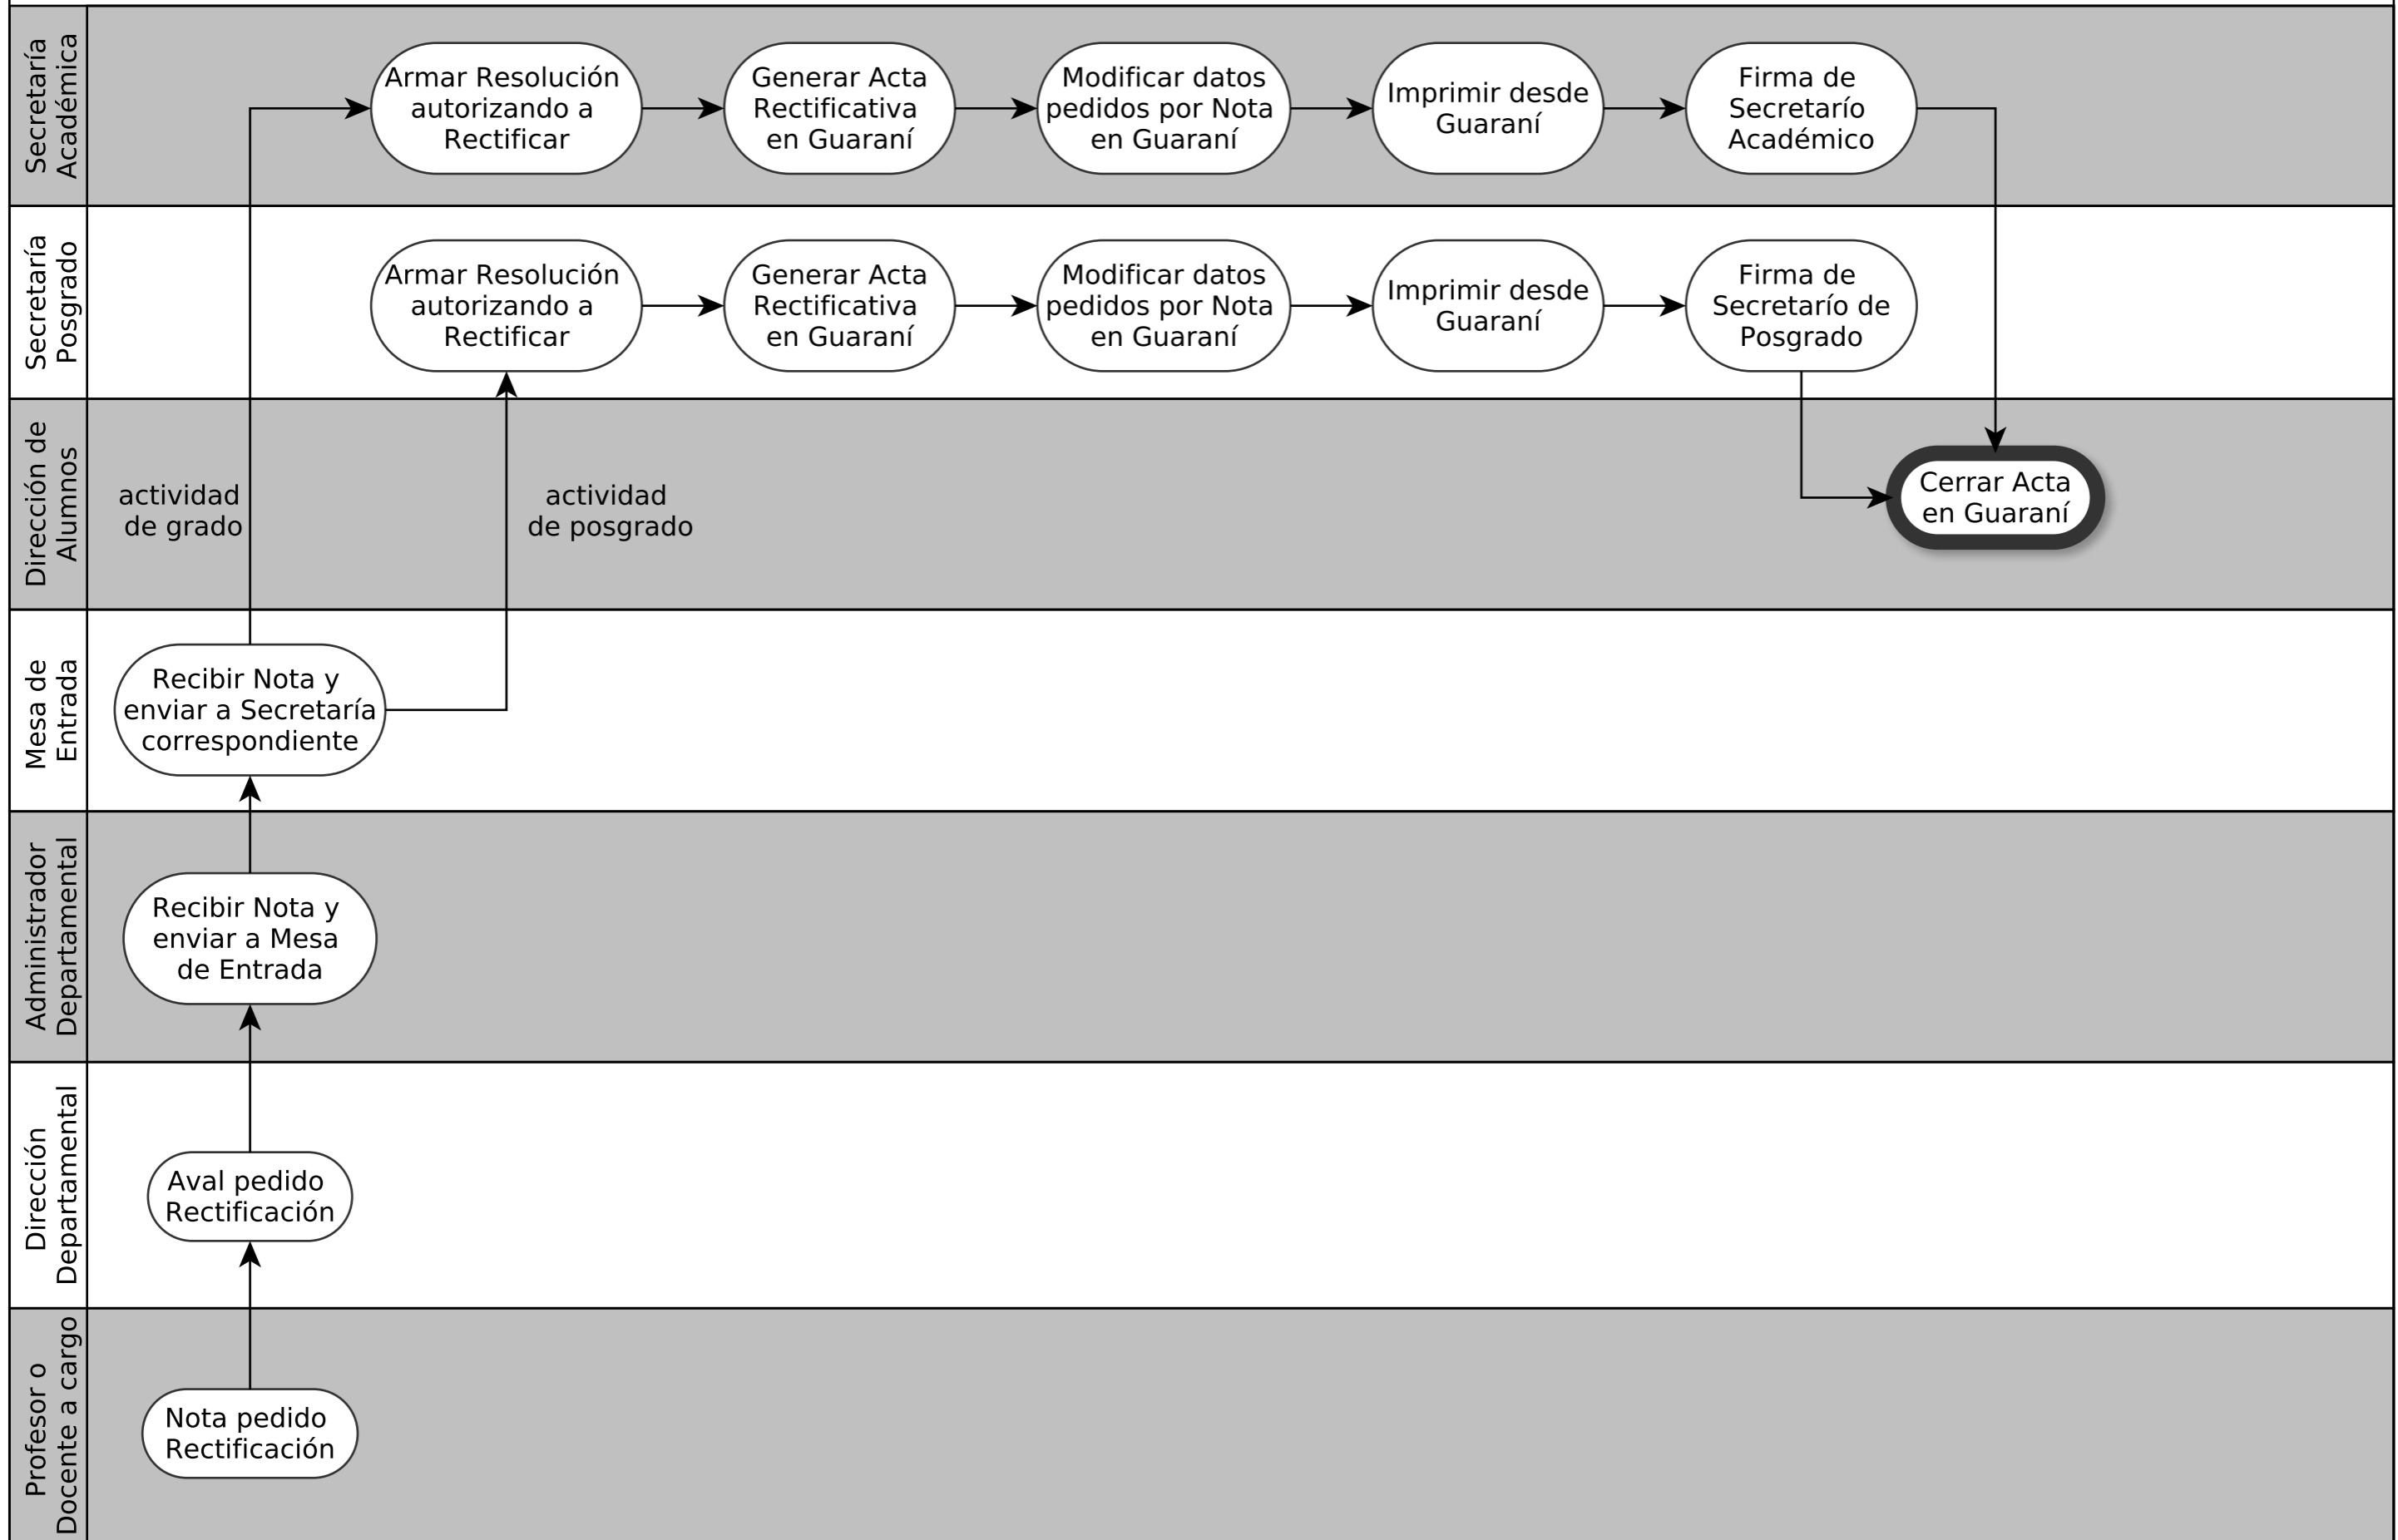 Secretaría
Académica
Armar Resolución
autorizando a
Rectificar
Generar Acta
Rectificativa
en Guaraní
Modificar datos
pedidos por Nota
en Guaraní
Imprimir desde
Guaraní
Firma de
Secretarío
Académico
Secretaría
Posgrado
Armar Resolución
autorizando a
Rectificar
Generar Acta
Rectificativa
en Guaraní
Modificar datos
pedidos por Nota
en Guaraní
Imprimir desde
Guaraní
Firma de
Secretarío de
Posgrado
Dirección de
Alumnos
actividad
de grado
actividad
de posgrado
Cerrar Acta
en Guaraní
Mesa de
Entrada
Recibir Nota y
enviar a Secretaría
correspondiente
Administrador
Departamental
Recibir Nota y
enviar a Mesa
de Entrada
Dirección
Departamental
Aval pedido
Rectificación
Profesor o
Docente a cargo
Nota pedido
Rectificación